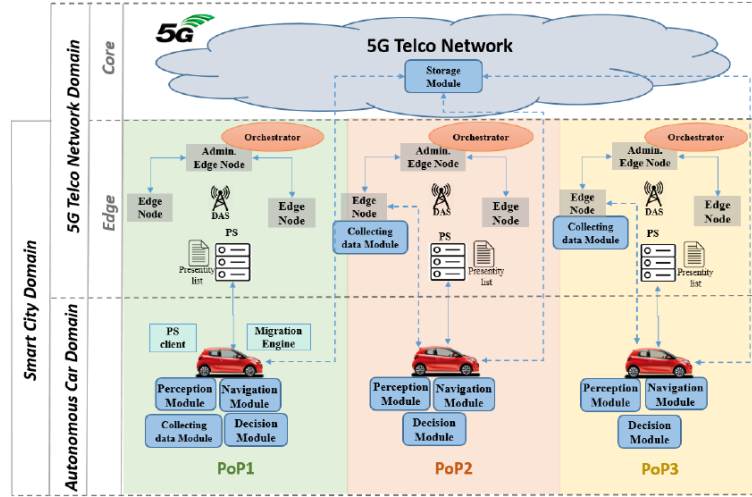 5G
5G Telco Network
Storage
Module
Core
Edge
5G Telco Network Domain
Smart City Domain
Autonomous Car Domain
Orchestrator
Admin.
Edge Node
Edge
Node
DAS
Edge
Node
PS
Presentity
list
PS
client
Migration
Engine
Perception
Module
Navigation
Module
Collecting
data Module
Decision
Module
PoP1
Orchestrator
Admin.
Edge Node
Edge
Node
Collecting
data Module
DAS
Edge
Node
PS
Presentity
list
Perception
Module
Navigation
Module
Decision
Module
PoP2
Orchestrator
Admin.
Edge Node
Edge
Node
Collecting
data Module
DAS
Edge
Node
PS
Presentity
list
Perception
Module
Navigation
Module
Decision
Module
PoP3